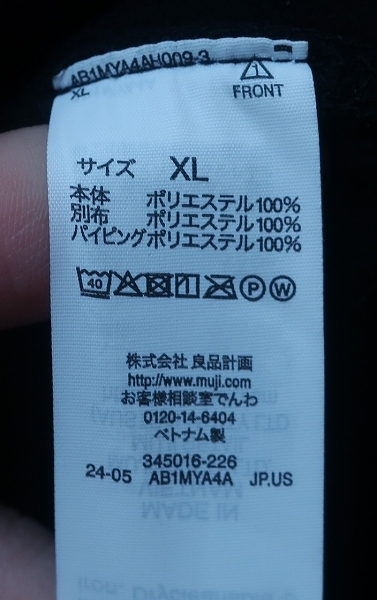 AB1MYA4AH009-3
XL
1
FRONT
サイズ XL
本体 ポリエステル100%
別布 ポリエステル100%
パイピングポリエステル100%
40 P W
株式会社 良品計画
http://www.muji.com
お客様相談室でんわ
0120-14-6404
ベトナム製
345016-226
24-05 AB1MYA4A JP.US